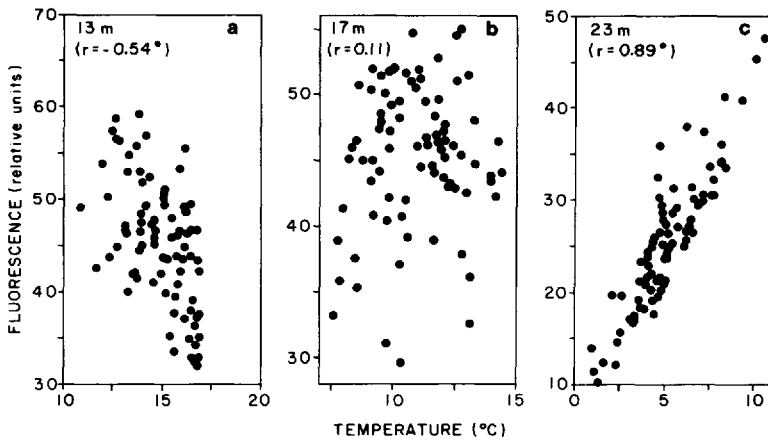 13 m
(r=-0.54*)
a
17 m
(r=0.11)
b
23 m
(r=0.89*)
c
FLUORESCENCE (relative units)
70
60
50
40
30
50
40
30
50
40
30
20
10
10
15
20
10
15
0
5
10
TEMPERATURE (°C)